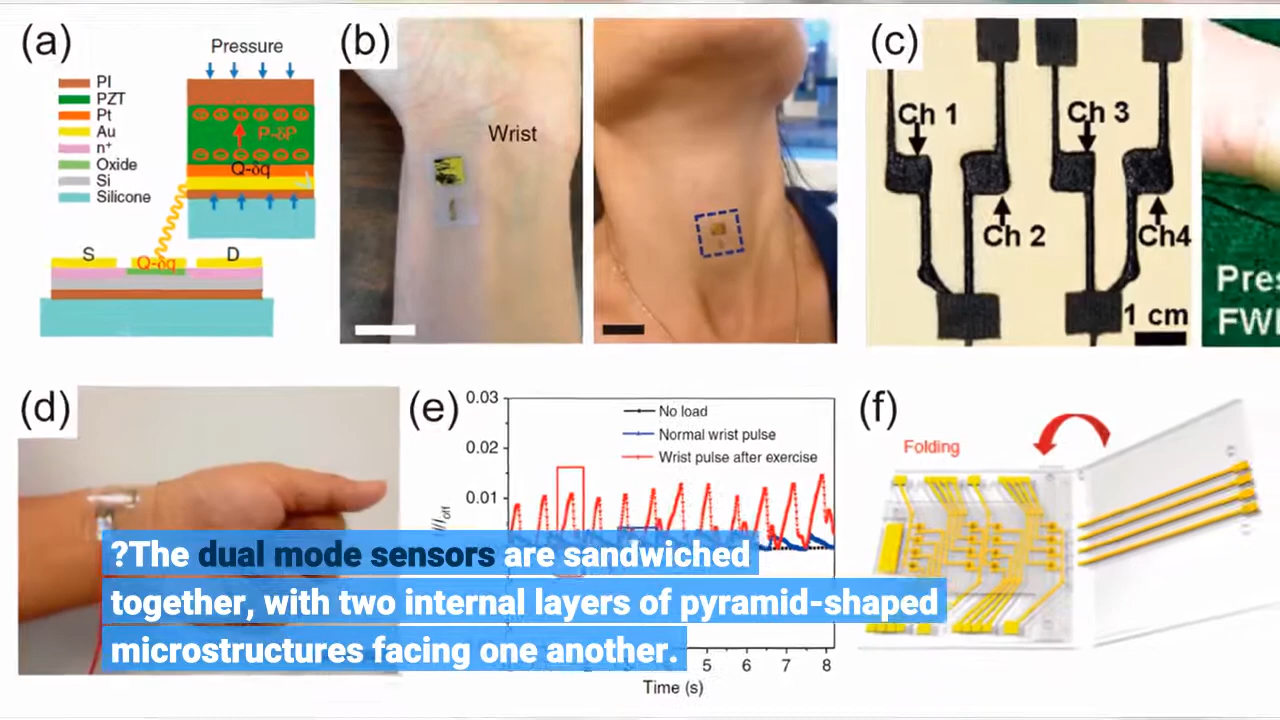 (a)
Pressure
PI
PZT
Pt
Au
n+
Oxide
Si
Silicone
P-δP
Q-δq
S
Q-δq
D
(b)
Wrist
(c)
Ch 1
Ch 3
Ch 2
Ch4
1 cm
Pres
FWI
(d)
(e)
0.03
0.02
0.01
No load
Normal wrist pulse
Wrist pulse after exercise
5 6 7 8
Time (s)
(f)
Folding
?The dual mode sensors are sandwiched
together, with two internal layers of pyramid-shaped
microstructures facing one another.